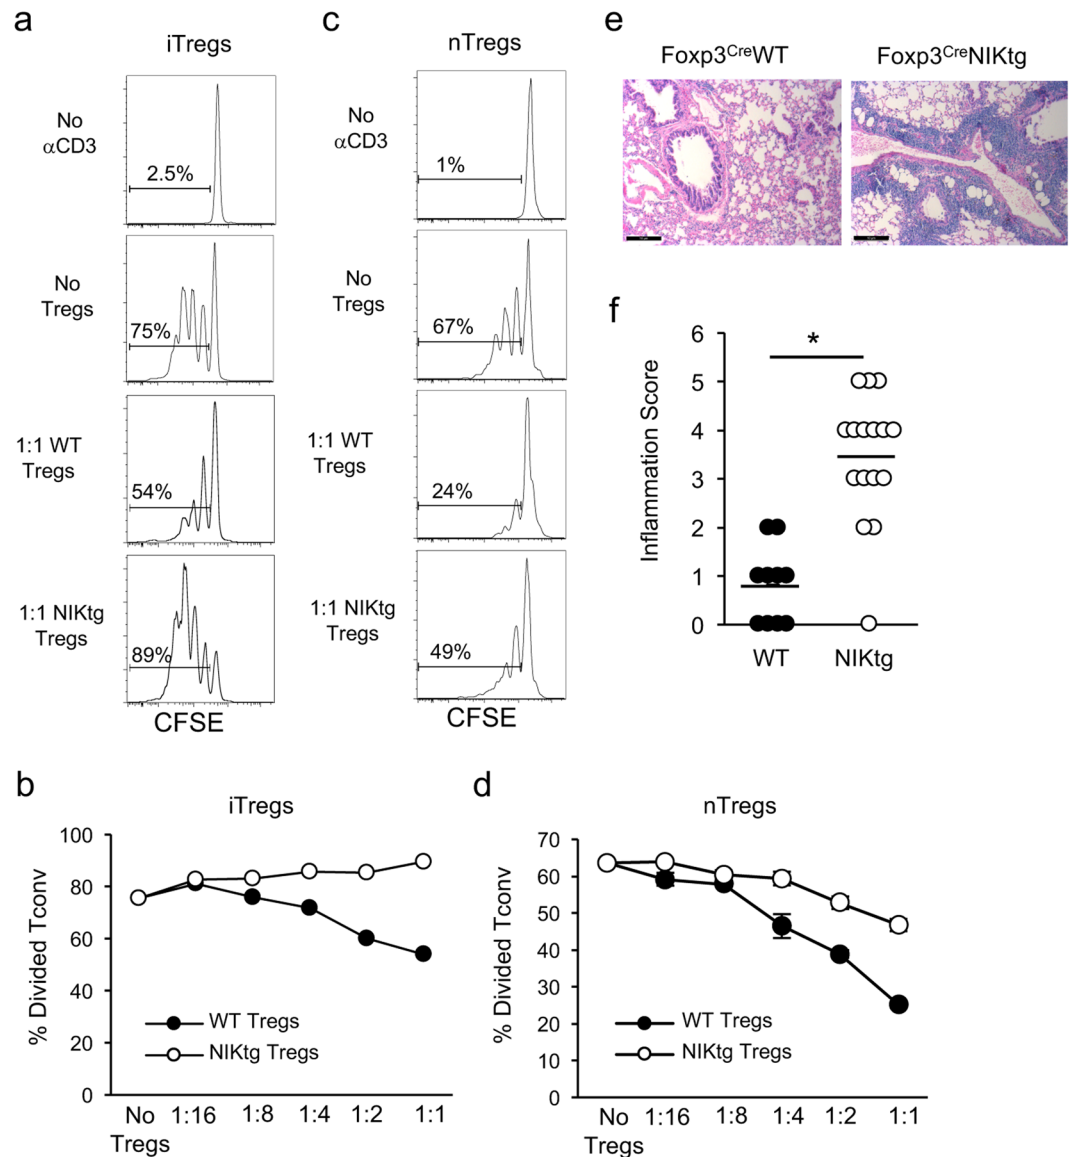 a
iTregs
No
αCD3
2.5%
No
Tregs
75%
1:1 WT
Tregs
54%
1:1 NIKtg
Tregs
89%
CFSE
c
nTregs
No
αCD3
1%
No
Tregs
67%
1:1 WT
Tregs
24%
1:1 NIKtg
Tregs
49%
CFSE
e
Foxp3CreWT
Foxp3CreNIKtg
f
Inflammation Score
6
5
4
3
2
1
0
*
WT
NIKtg
b
iTregs
% Divided Tconv
100
80
60
40
20
0
WT Tregs
NIKtg Tregs
No
Tregs
1:16
1:8
1:4
1:2
1:1
d
nTregs
% Divided Tconv
70
60
50
40
30
20
10
0
WT Tregs
NIKtg Tregs
No
Tregs
1:16
1:8
1:4
1:2
1:1